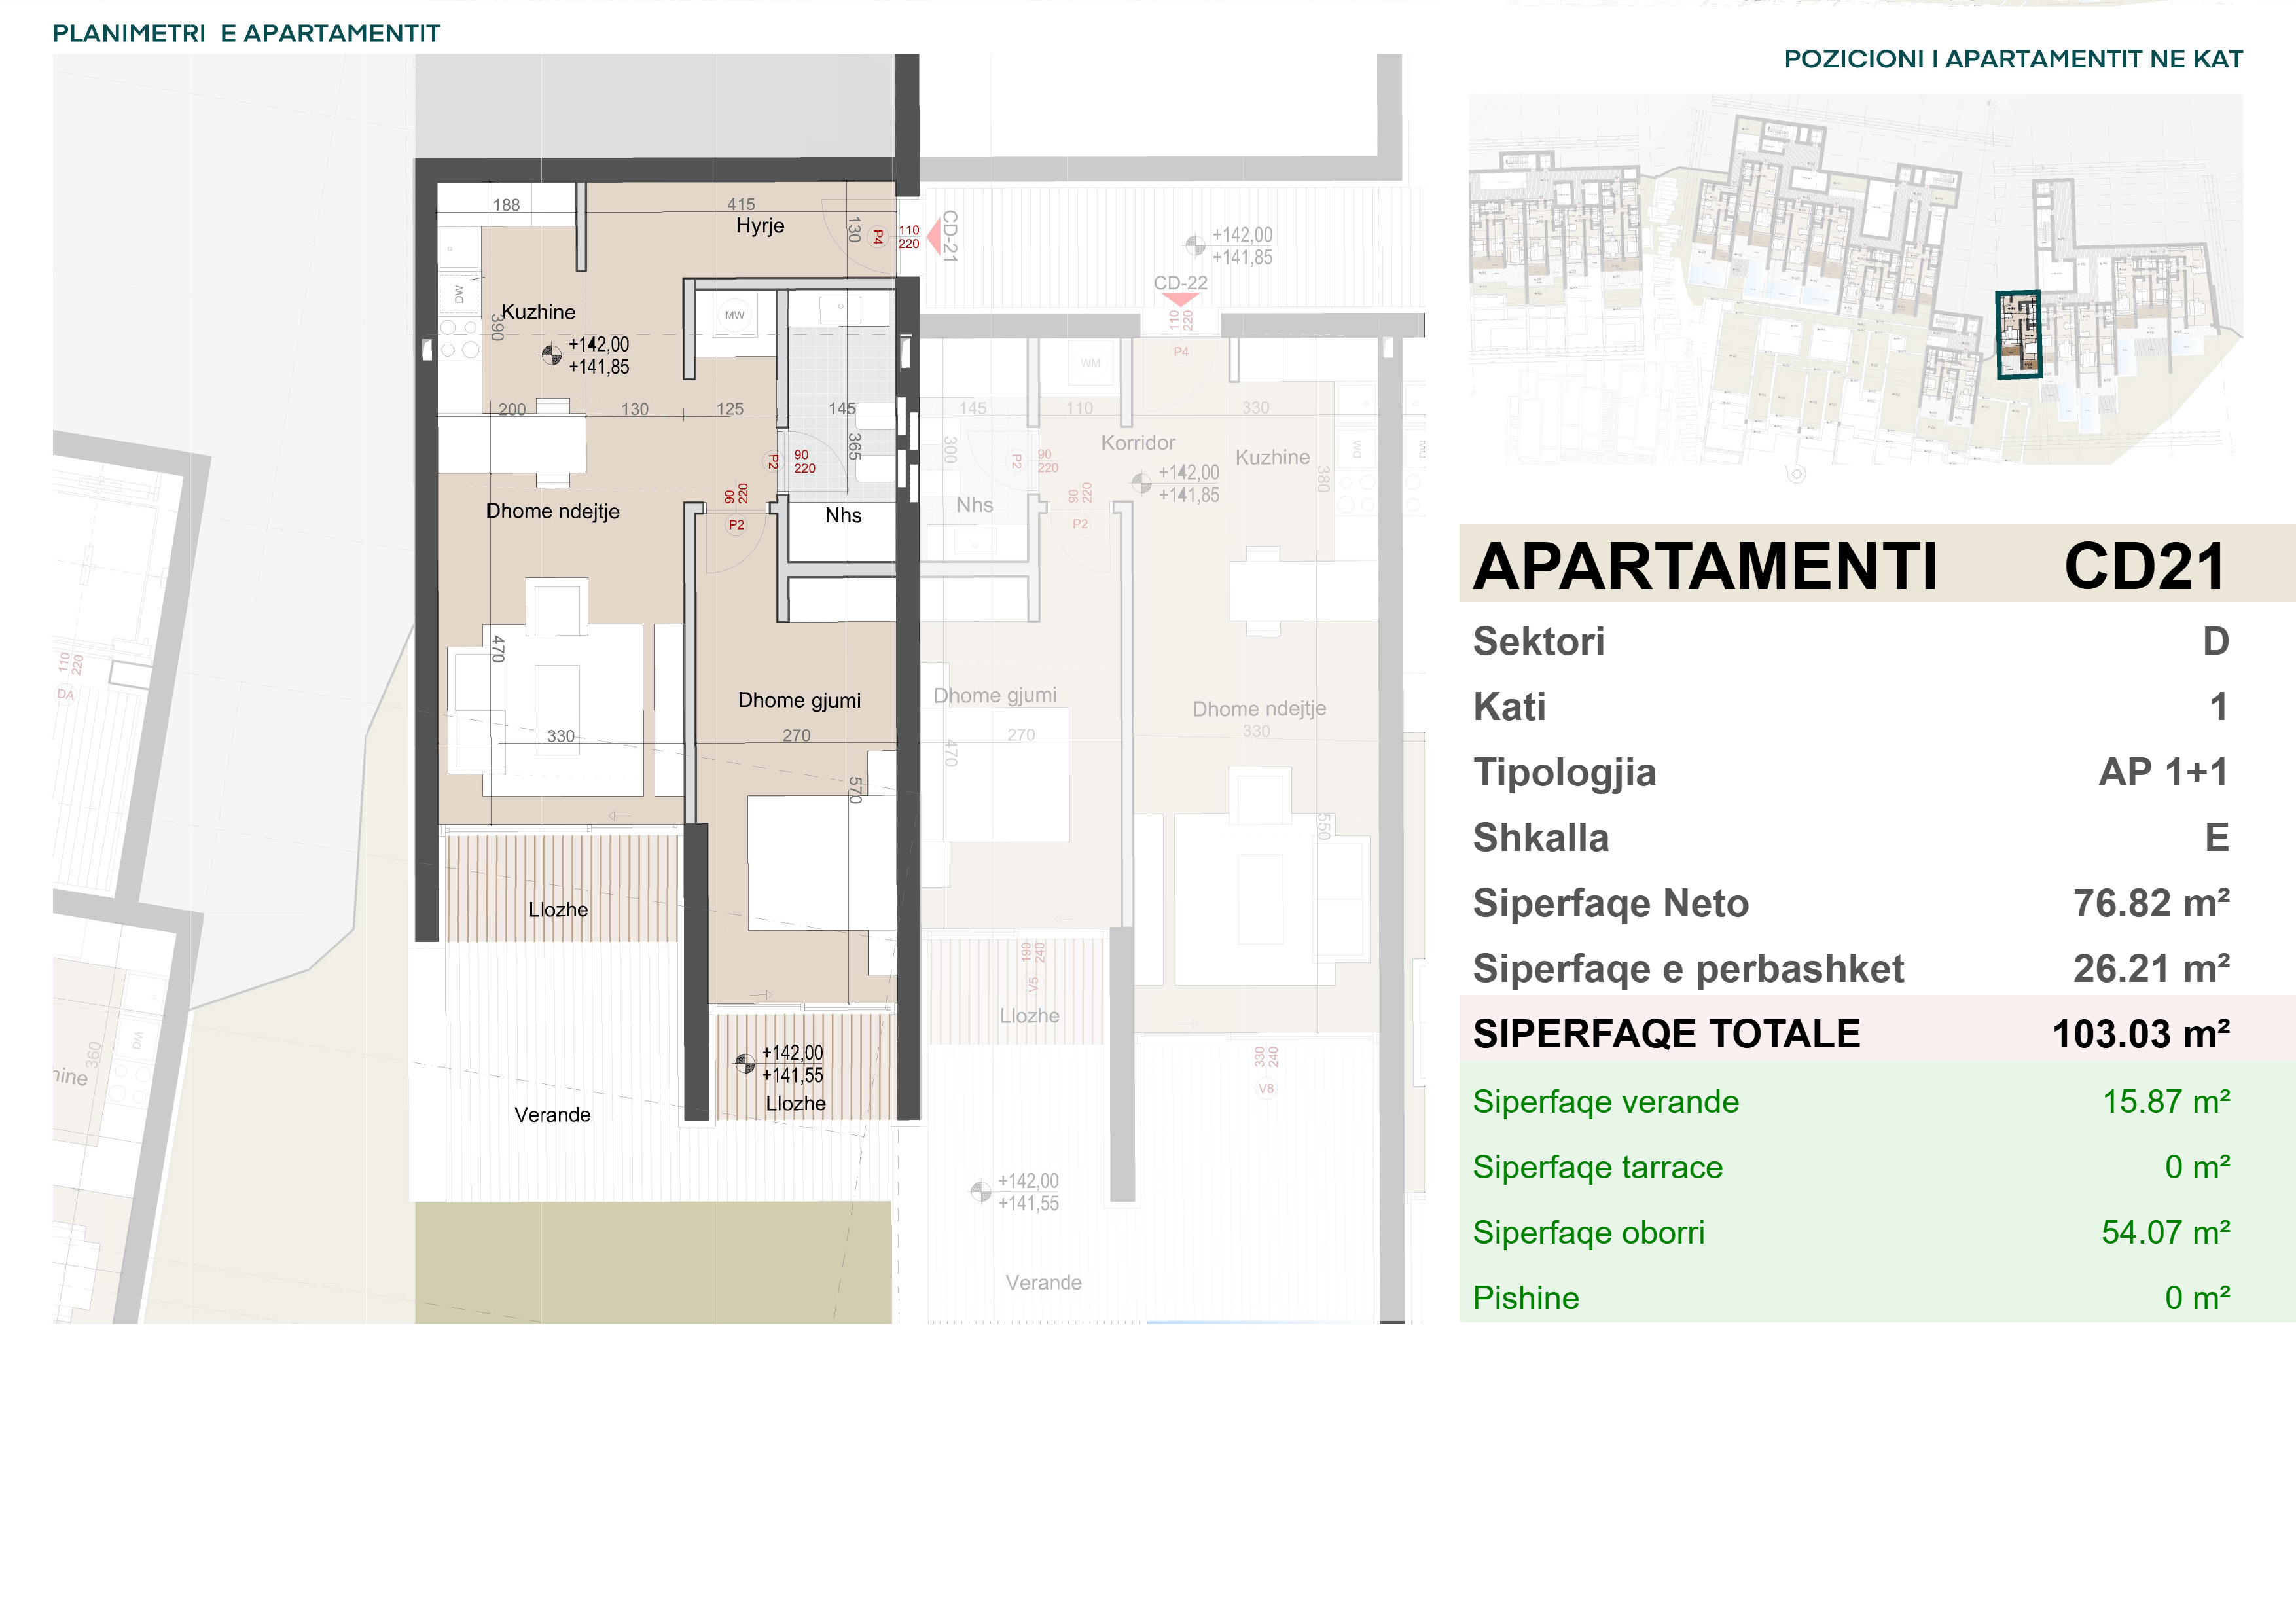 PLANIMETRI E APARTAMENTIT
POZICIONI I APARTAMENTIT NE KAT
188
415
Hyrje
130
P4
110
220
CD-21
+142,00
+141,85
CD-22
110
220
P4
DW
Kuzhine
390
+142,00
+141,85
MW
WM
200
130
125
145
365
P2
90
220
90
220
P2
Nhs
Dhome ndejtje
145
110
330
300
P2
90
220
Korridor
Kuzhine
+142,00
+141,85
380
90
220
P2
Nhs
WD
110
220
DA
470
330
Dhome gjumi
270
570
Dhome gjumi
270
470
Dhome ndejtje
330
550
Llozhe
190
240
V5
Llozhe
+142,00
+141,55
Llozhe
Verande
330
240
V8
360
WD
+142,00
+141,55
Verande
APARTAMENTI CD21
Sektori D
Kati 1
Tipologjia AP 1+1
Shkalla E
Siperfaqe Neto 76.82 m²
Siperfaqe e perbashket 26.21 m²
SIPERFAQE TOTALE 103.03 m²
Siperfaqe verande 15.87 m²
Siperfaqe tarrace 0 m²
Siperfaqe oborri 54.07 m²
Pishine 0 m²